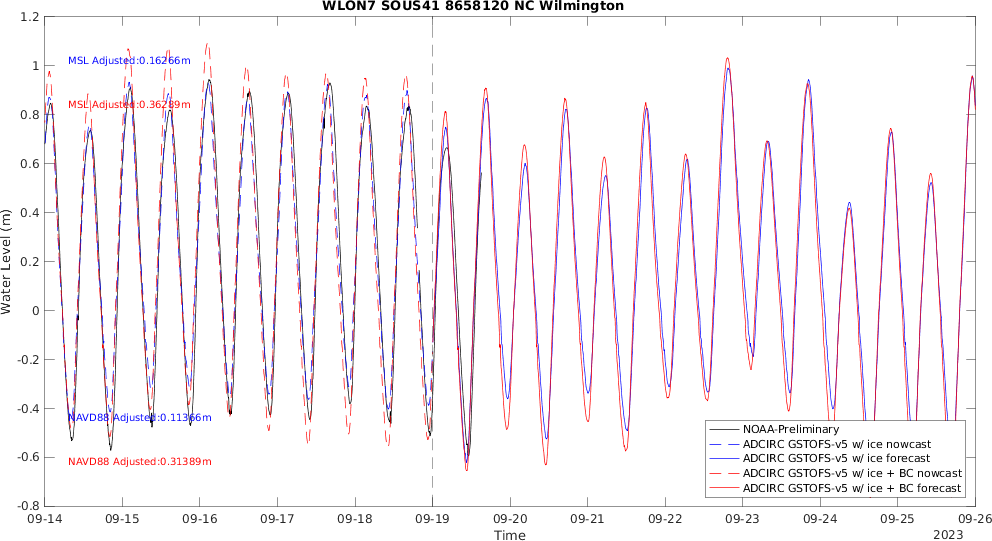 WLON7 SOUS41 8658120 NC Wilmington
1.2
1
0.8
0.6
0.4
0.2
0
-0.2
-0.4
-0.6
-0.8
Water Level (m)
MSL Adjusted:0.16266m
MSL Adjusted:0.36289m
NAVD88 Adjusted:0.11366m
NAVD88 Adjusted:0.31389m
NOAA-Preliminary
ADCIRC GSTOFS-v5 w/ ice nowcast
ADCIRC GSTOFS-v5 w/ ice forecast
ADCIRC GSTOFS-v5 w/ ice + BC nowcast
ADCIRC GSTOFS-v5 w/ ice + BC forecast
09-14 09-15 09-16 09-17 09-18 09-19 09-20 09-21 09-22 09-23 09-24 09-25 09-26
Time
2023